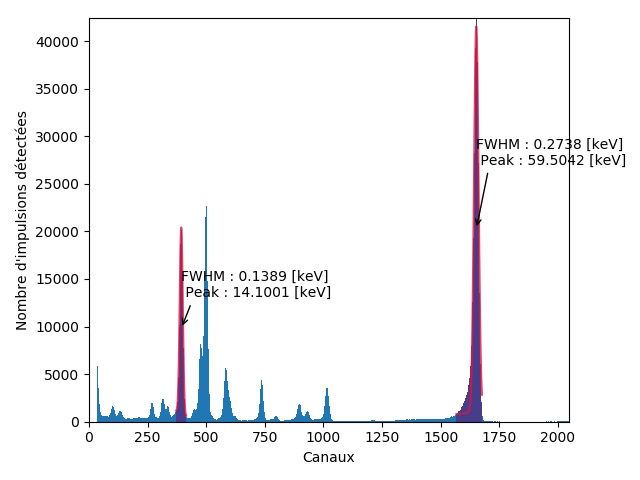 40000
35000
30000
25000
20000
15000
10000
5000
0
Nombre d'impulsions détectées
FWHM : 0.2738 [keV]
Peak : 59.5042 [keV]
FWHM : 0.1389 [keV]
Peak : 14.1001 [keV]
0 250 500 750 1000 1250 1500 1750 2000
Canaux